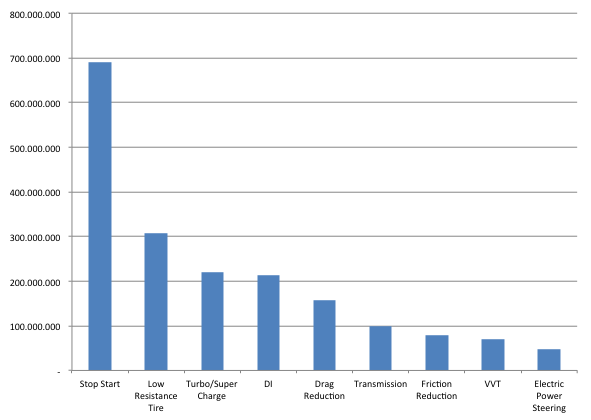 800.000.000
700.000.000
600.000.000
500.000.000
400.000.000
300.000.000
200.000.000
100.000.000
-
Stop Start
Low
Resistance
Tire
Turbo/Super
Charge
DI
Drag
Reduction
Transmission
Friction
Reduction
VVT
Electric
Power
Steering